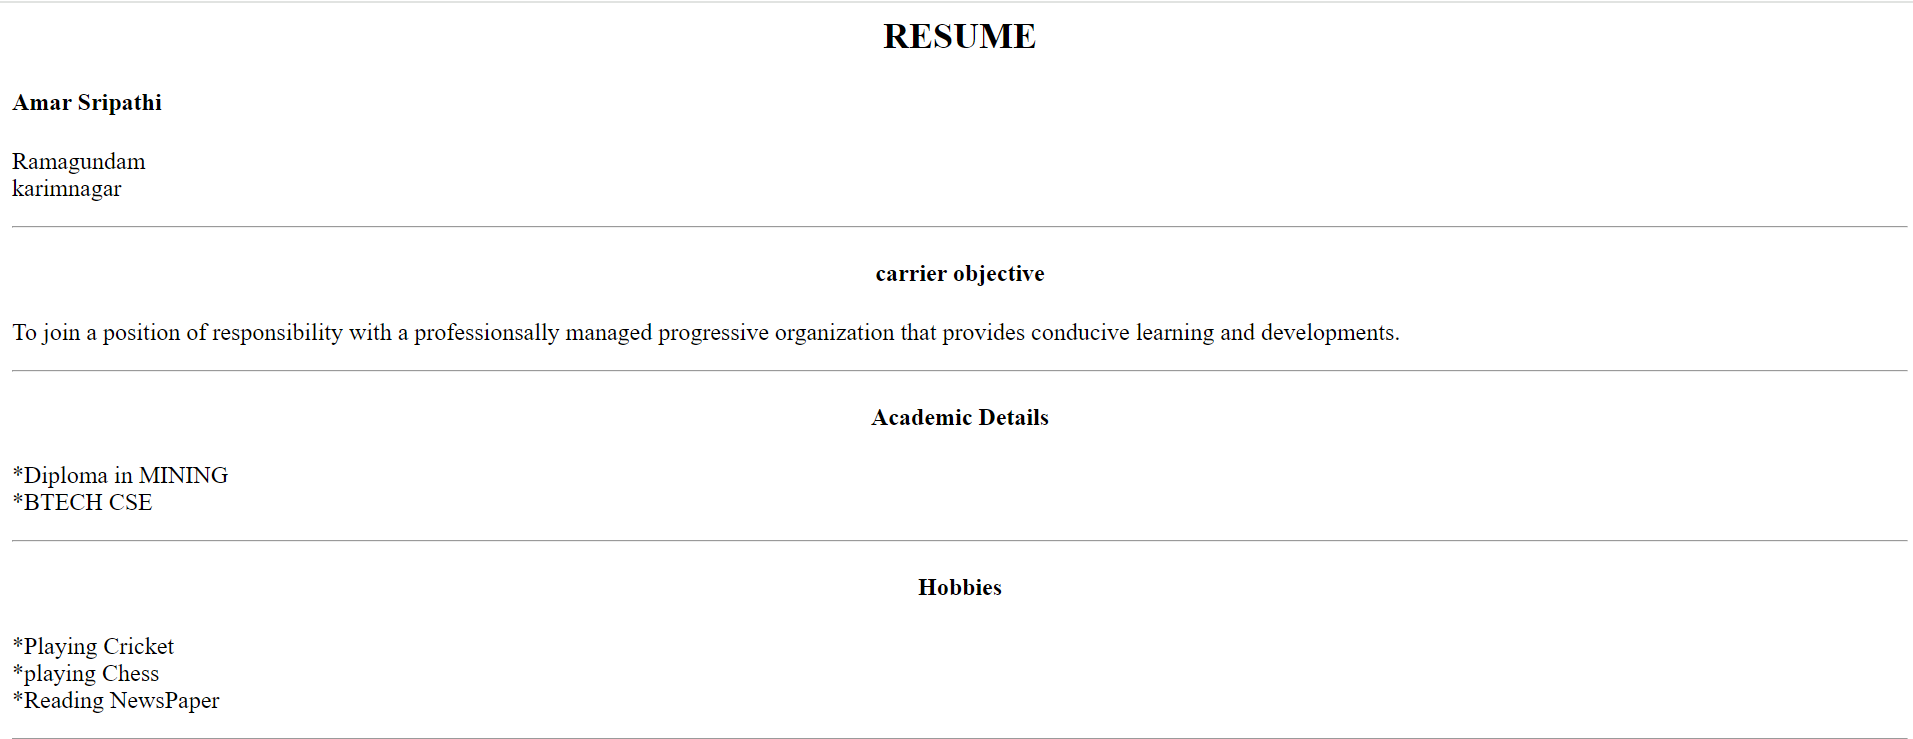 RESUME
Amar Sripathi
Ramagundam
karimnagar
carrier objective
To join a position of responsibility with a professionsally managed progressive organization that provides conducive learning and developments.
Academic Details
*Diploma in MINING
*BTECH CSE
Hobbies
*Playing Cricket
*playing Chess
*Reading NewsPaper